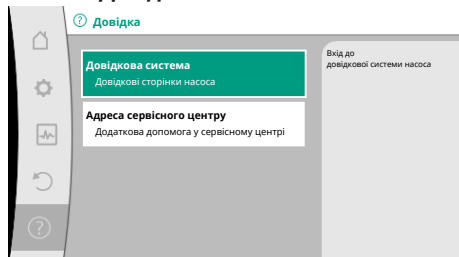 Довідка
Довідкова система
Довідкові сторінки насоса
Адреса сервісного центру
Додаткова допомога у сервісному центрі
Вхід до
довідкової системи насоса